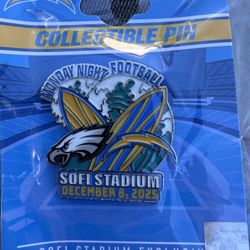 COLLECTIBLE PIN
MONDAY NIGHT FOOTBALL
SOFI STADIUM
DECEMBER 8, 2025
SOFI STADIUM EXCLUSIVE